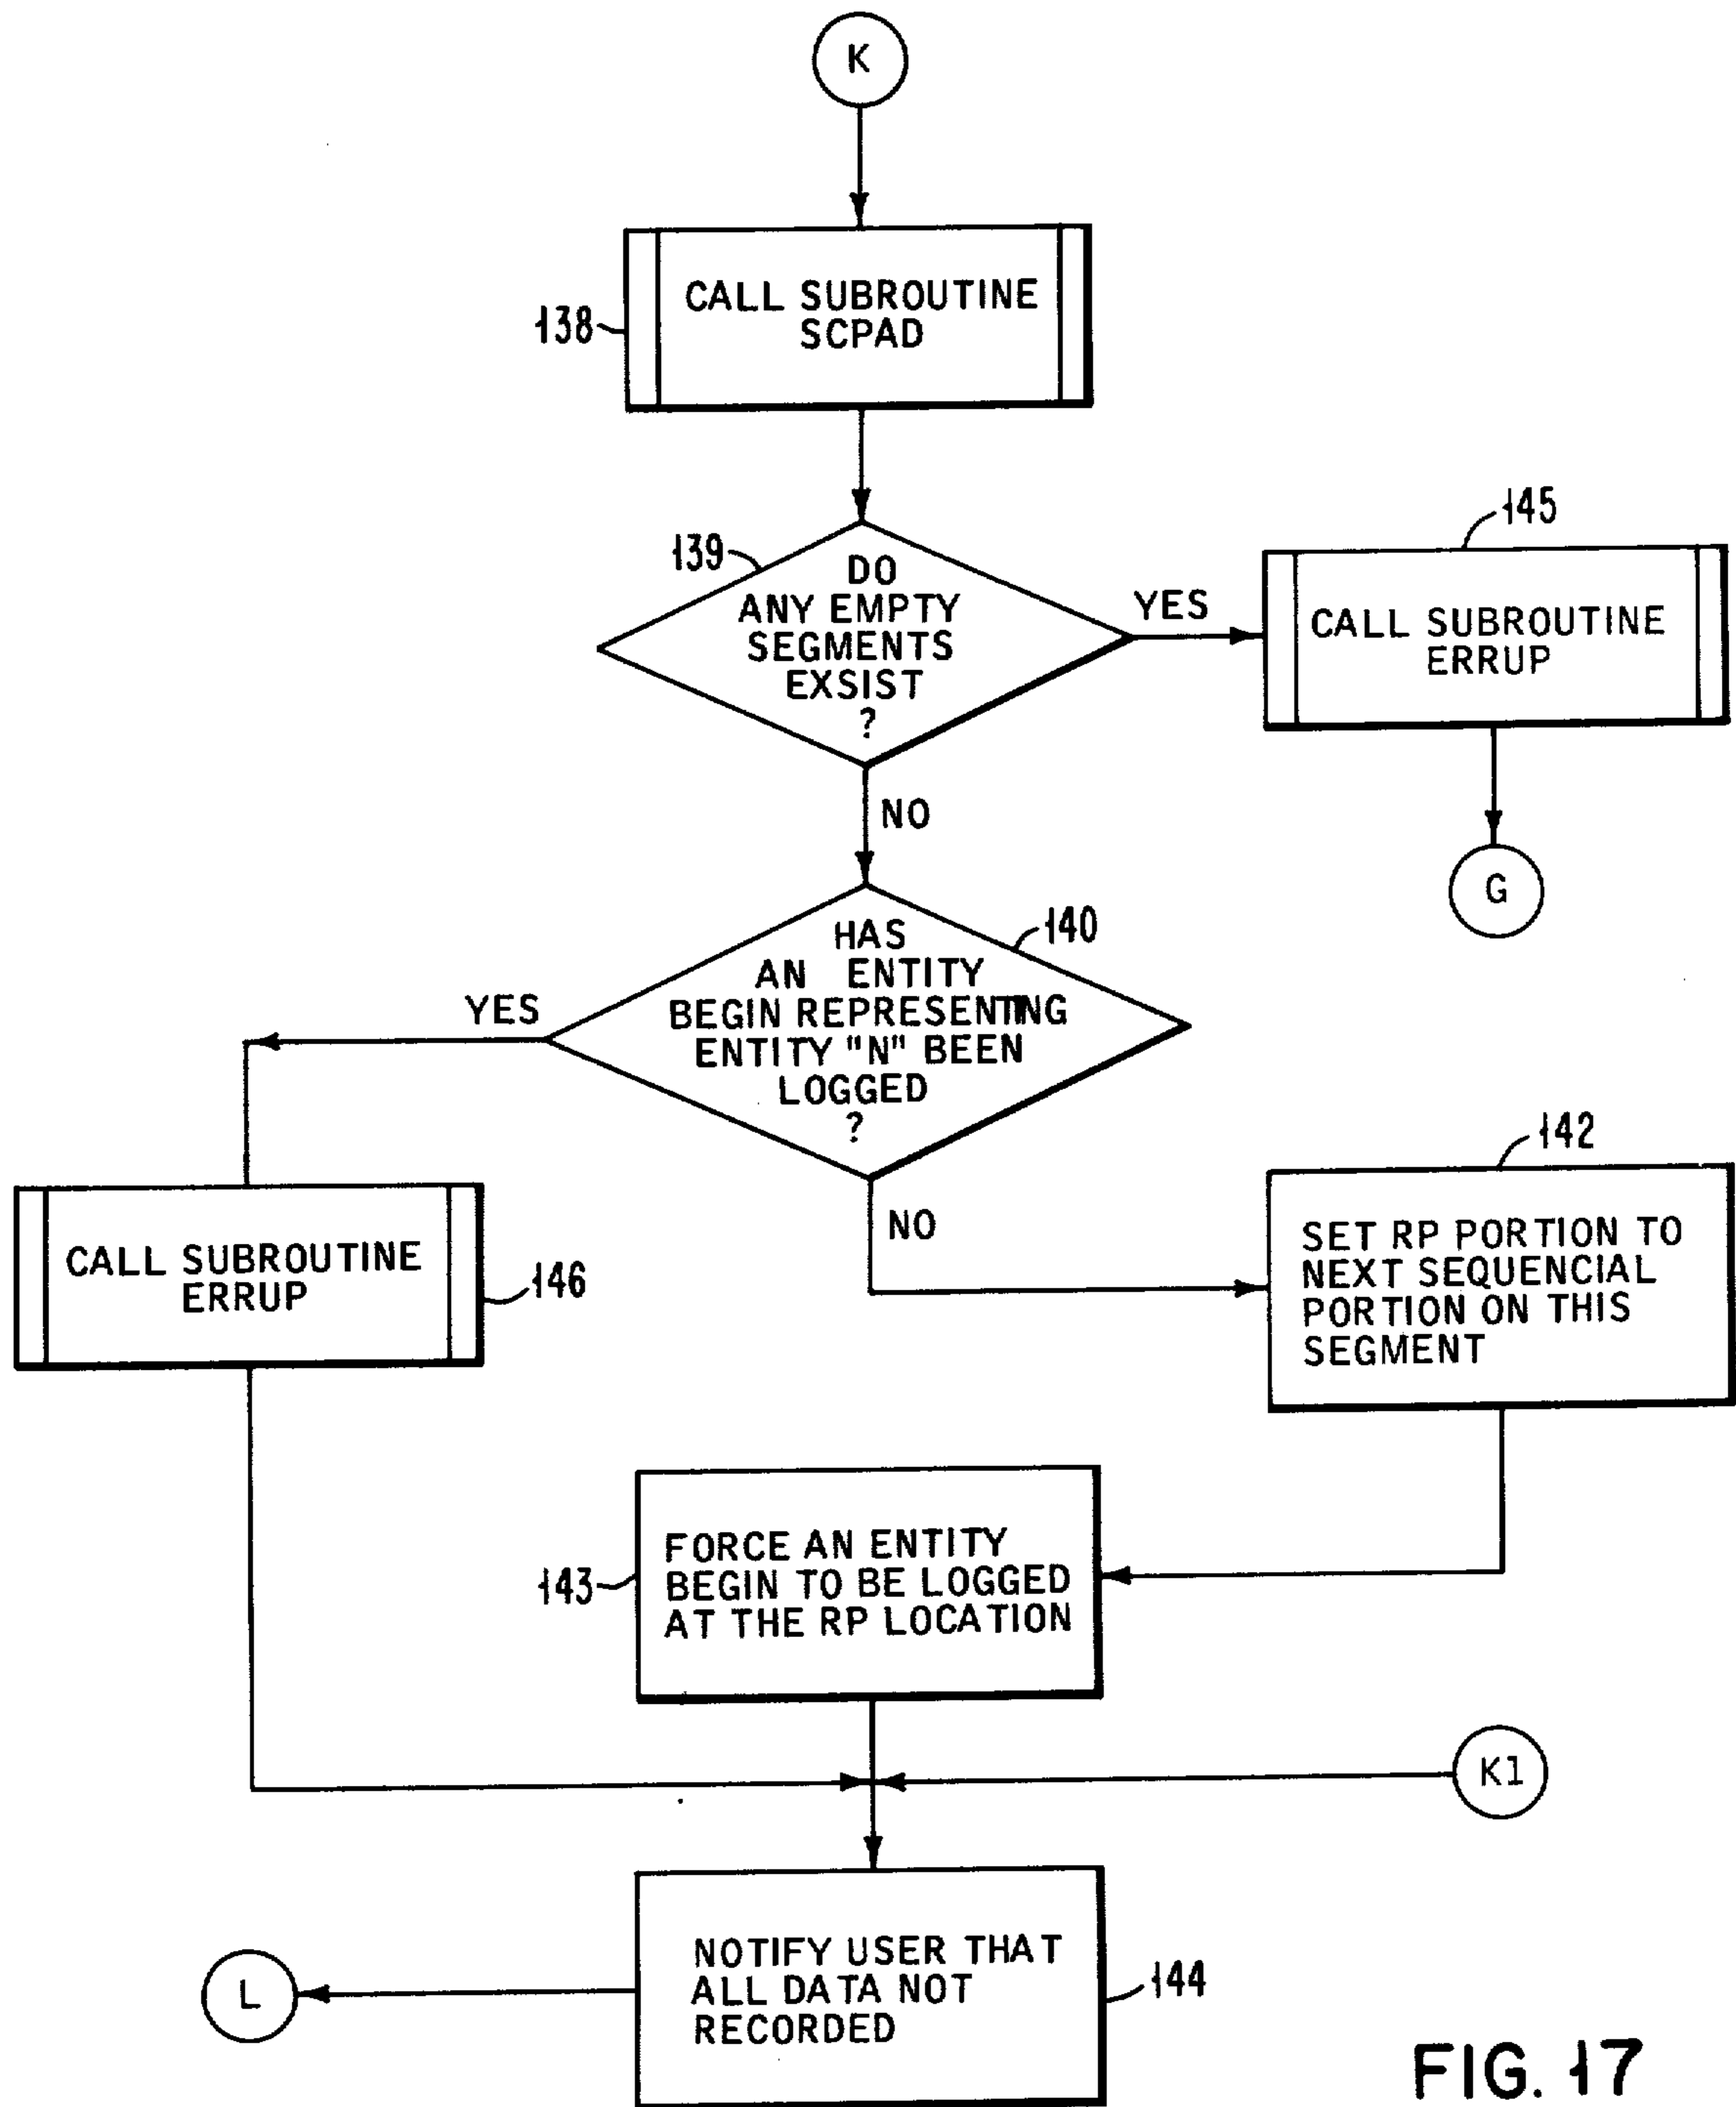 K
CALL SUBROUTINE
SCPAD
138
139
DO
ANY EMPTY
SEGMENTS
EXSIST
?
YES
145
CALL SUBROUTINE
ERRUP
NO
G
140
HAS
AN ENTITY
BEGIN REPRESENTING
ENTITY "N" BEEN
LOGGED
?
YES
NO
142
SET RP PORTION TO
NEXT SEQUENCIAL
PORTION ON THIS
SEGMENT
CALL SUBROUTINE
ERRUP
146
143
FORCE AN ENTITY
BEGIN TO BE LOGGED
AT THE RP LOCATION
K1
NOTIFY USER THAT
ALL DATA NOT
RECORDED
144
L
FIG. 17